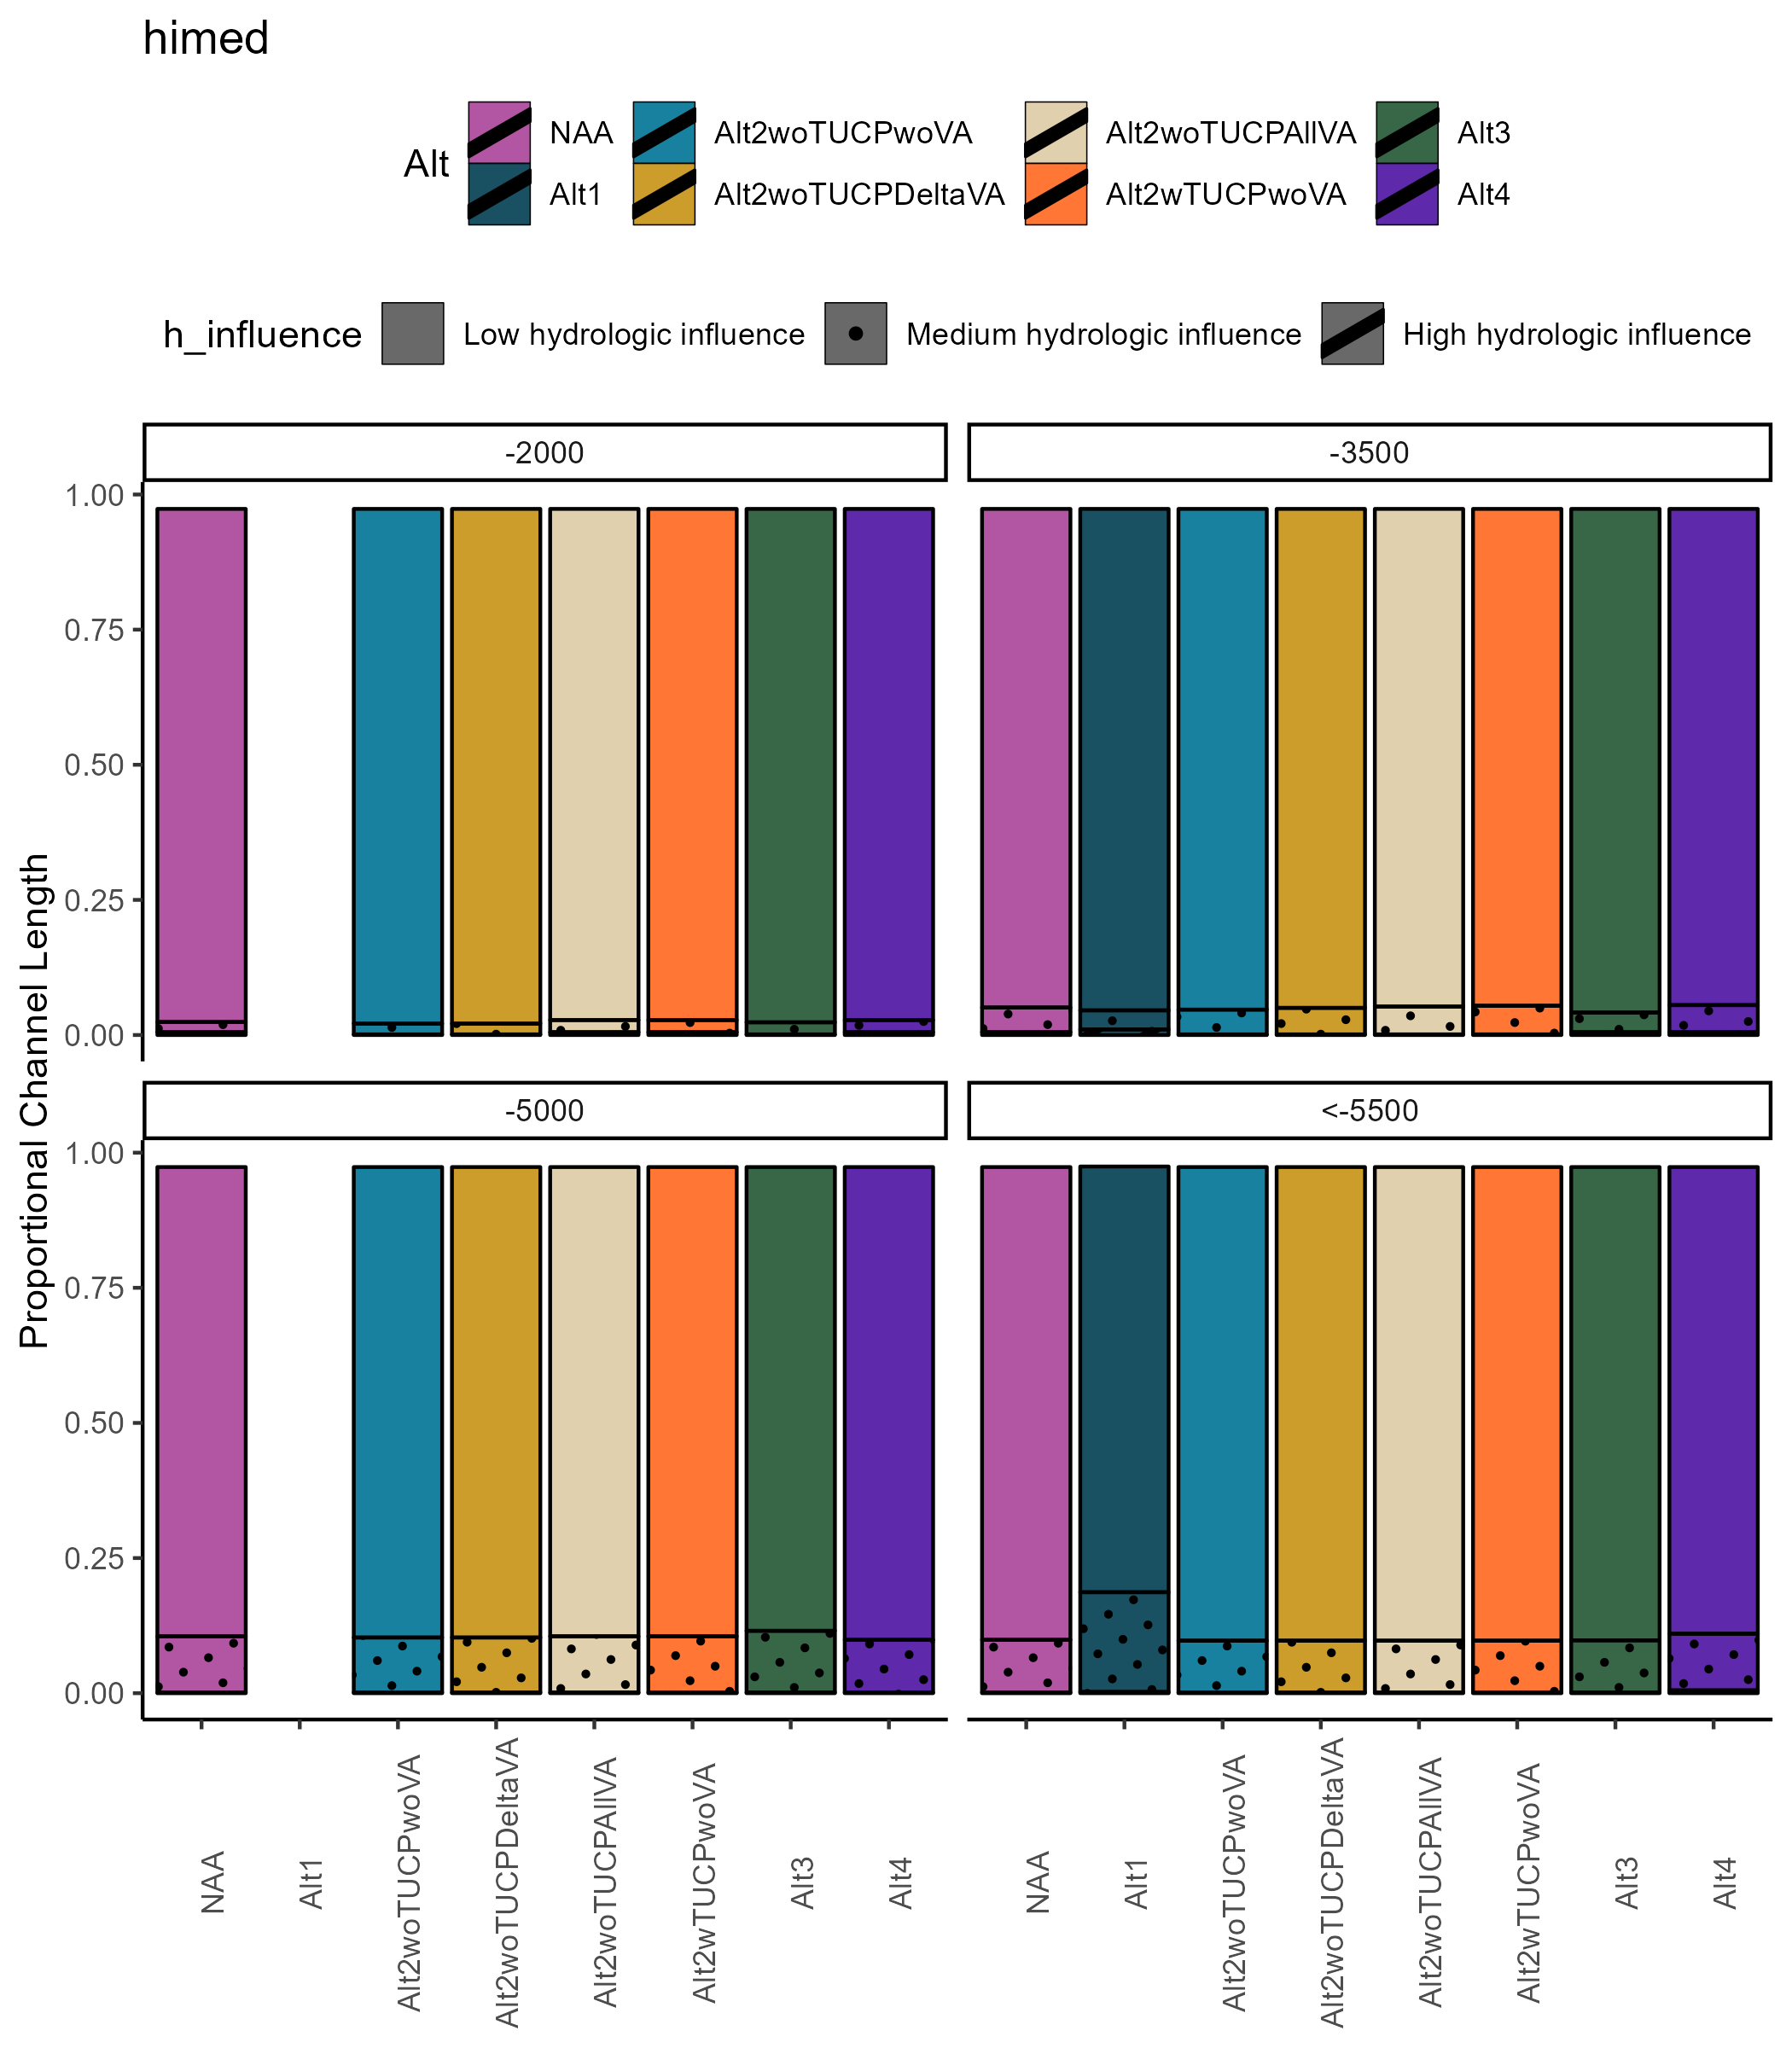 himed
Alt
NAA
Alt2woTUCPwoVA
Alt2woTUCPAllVA
Alt3
Alt1
Alt2woTUCPDeltaVA
Alt2wTUCPwoVA
Alt4
h_influence
Low hydrologic influence
Medium hydrologic influence
High hydrologic influence
-2000
-3500
1.00
0.75
0.50
0.25
0.00
Proportional Channel Length
-5000
<-5500
1.00
0.75
0.50
0.25
0.00
NAA
Alt1
Alt2woTUCPwoVA
Alt2woTUCPDeltaVA
Alt2woTUCPAllVA
Alt2wTUCPwoVA
Alt3
Alt4
NAA
Alt1
Alt2woTUCPwoVA
Alt2woTUCPDeltaVA
Alt2woTUCPAllVA
Alt2wTUCPwoVA
Alt3
Alt4